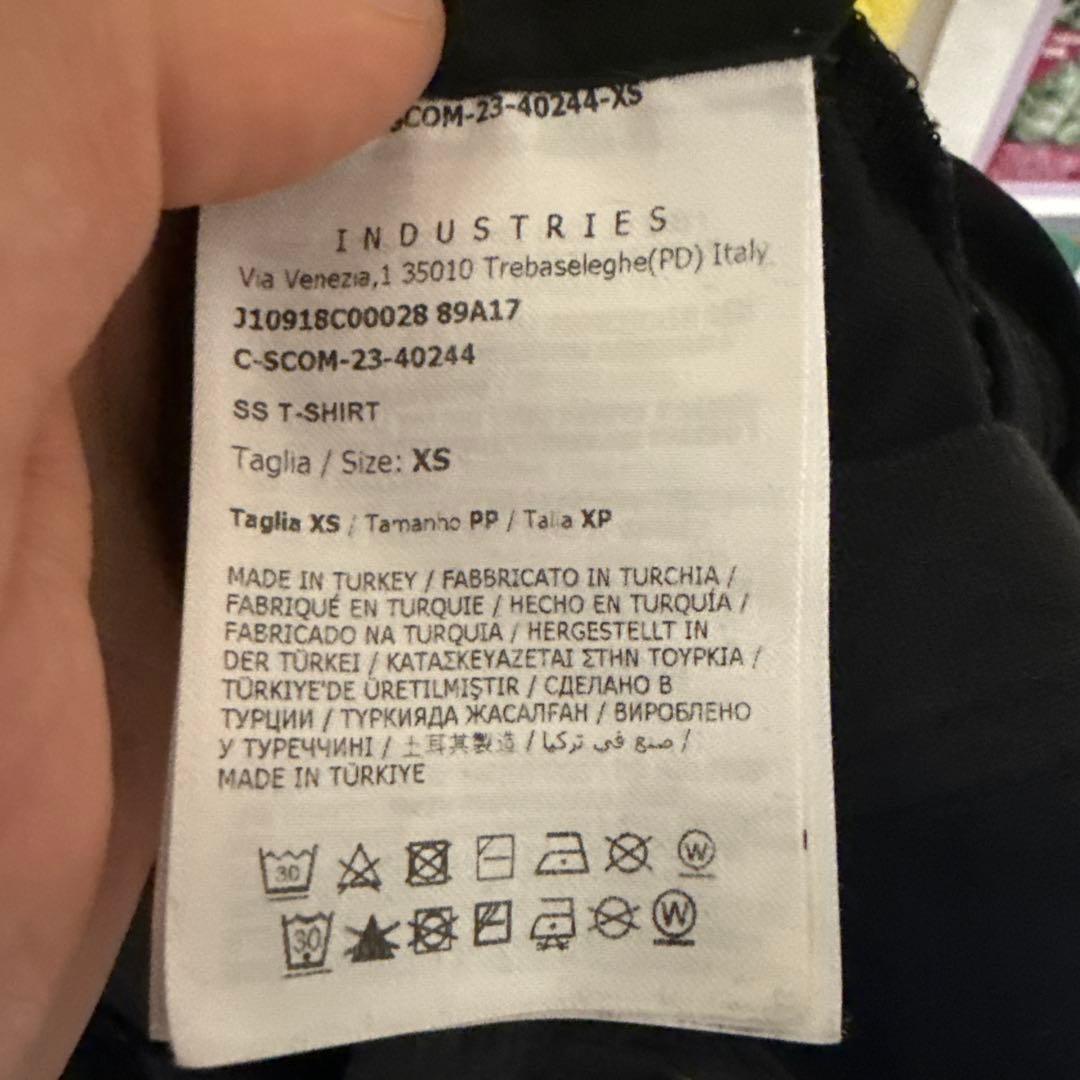 SCOM-23-40244-XS
INDUSTRIES
Via Venezia,1 35010 Trebaseleghe(PD) Italy
J10918C00028 89A17
C-SCOM-23-40244
SS T-SHIRT
Taglia / Size: XS
Taglia XS / Tamanho PP / Talla XP
MADE IN TURKEY / FABBRICATO IN TURCHIA /
FABRIQUÉ EN TURQUIE / HECHO EN TURQUÍA /
FABRICADO NA TURQUIA / HERGESTELLT IN
DER TÜRKEI / ΚΑΤΑΣΚΕΥΑΖΕΤΑΙ ΣΤΗΝ ΤΟΥΡΚΙΑ /
TÜRKIYE'DE ÜRETILMIŞTIR / СДЕЛАНО В
ТУРЦИИ / ТҮРКИЯДА ЖАСАЛҒАН / ВИРОБЛЕНО
У ТУРЕЧЧИНІ / 土耳其製造 / صنع في تركيا /
MADE IN TÜRKIYE
30 W
30 W